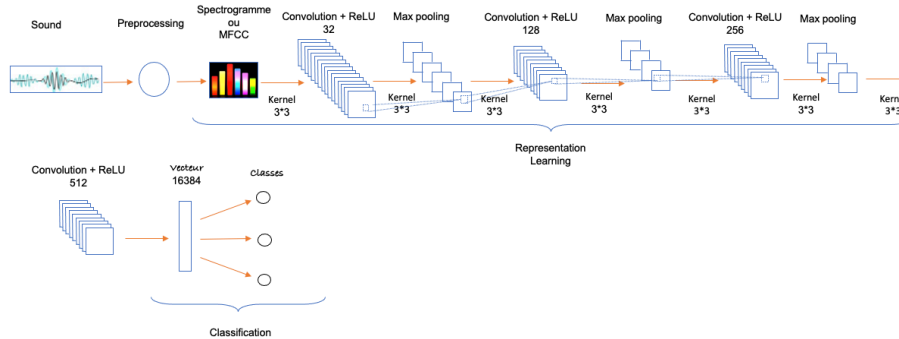 Sound
Preprocessing
Spectrogramme
ou
MFCC
Convolution + ReLU
32
Max pooling
Convolution + ReLU
128
Max pooling
Convolution + ReLU
256
Max pooling
Kernel
3*3
Kernel
3*3
Kernel
3*3
Kernel
3*3
Kernel
3*3
Kernel
3*3
Kernel
3*3
Representation
Learning
Convolution + ReLU
512
Vecteur
16384
Classes
Classification